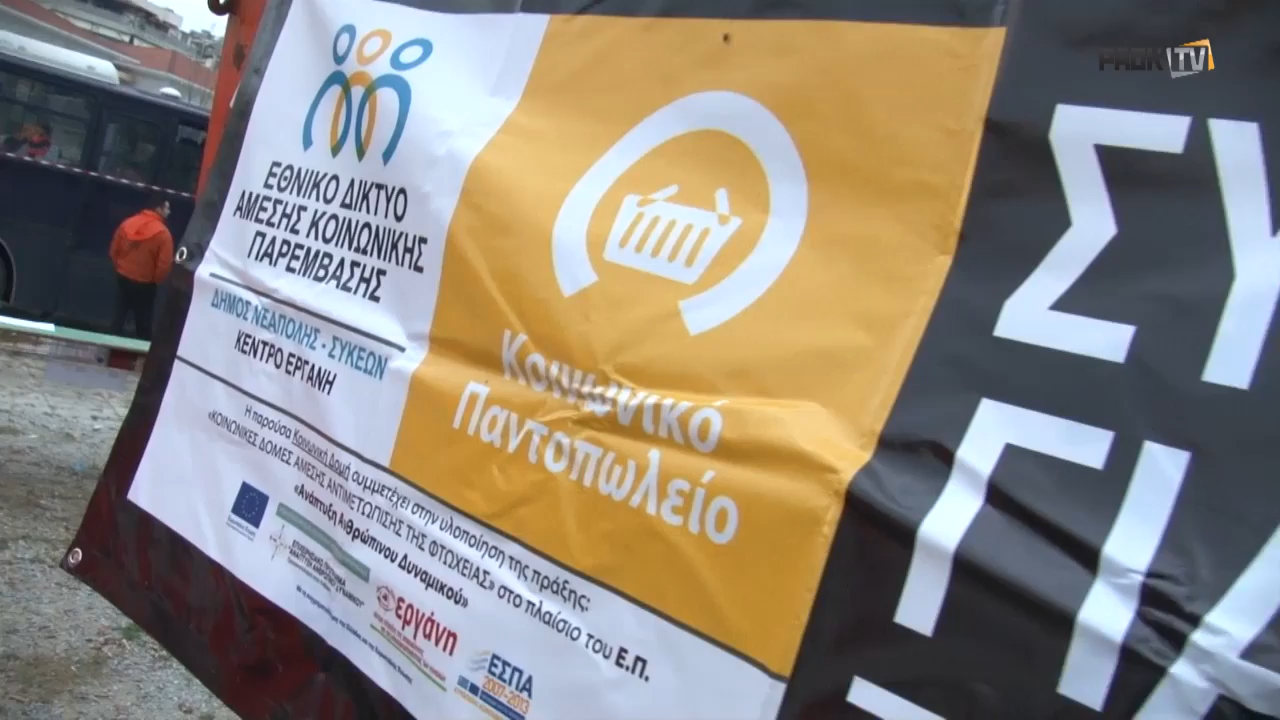 PAOK TV
ΕΘΝΙΚΟ ΔΙΚΤΥΟ
ΑΜΕΣΗΣ ΚΟΙΝΩΝΙΚΗΣ
ΠΑΡΕΜΒΑΣΗΣ
ΔΗΜΟΣ ΝΕΑΠΟΛΗΣ - ΣΥΚΕΩΝ
ΚΕΝΤΡΟ ΕΡΓΑΝΗ
Κοινωνικό
Παντοπωλείο
Η παρούσα Κοινωνική Δομή συμμετέχει στην υλοποίηση της πράξης:
«ΚΟΙΝΩΝΙΚΕΣ ΔΟΜΕΣ ΑΜΕΣΗΣ ΑΝΤΙΜΕΤΩΠΙΣΗΣ ΤΗΣ ΦΤΩΧΕΙΑΣ» στο πλαίσιο του Ε.Π.
«Ανάπτυξη Ανθρώπινου Δυναμικού»
εργάνη
ΕΣΠΑ
2007-2013
ΣΥ